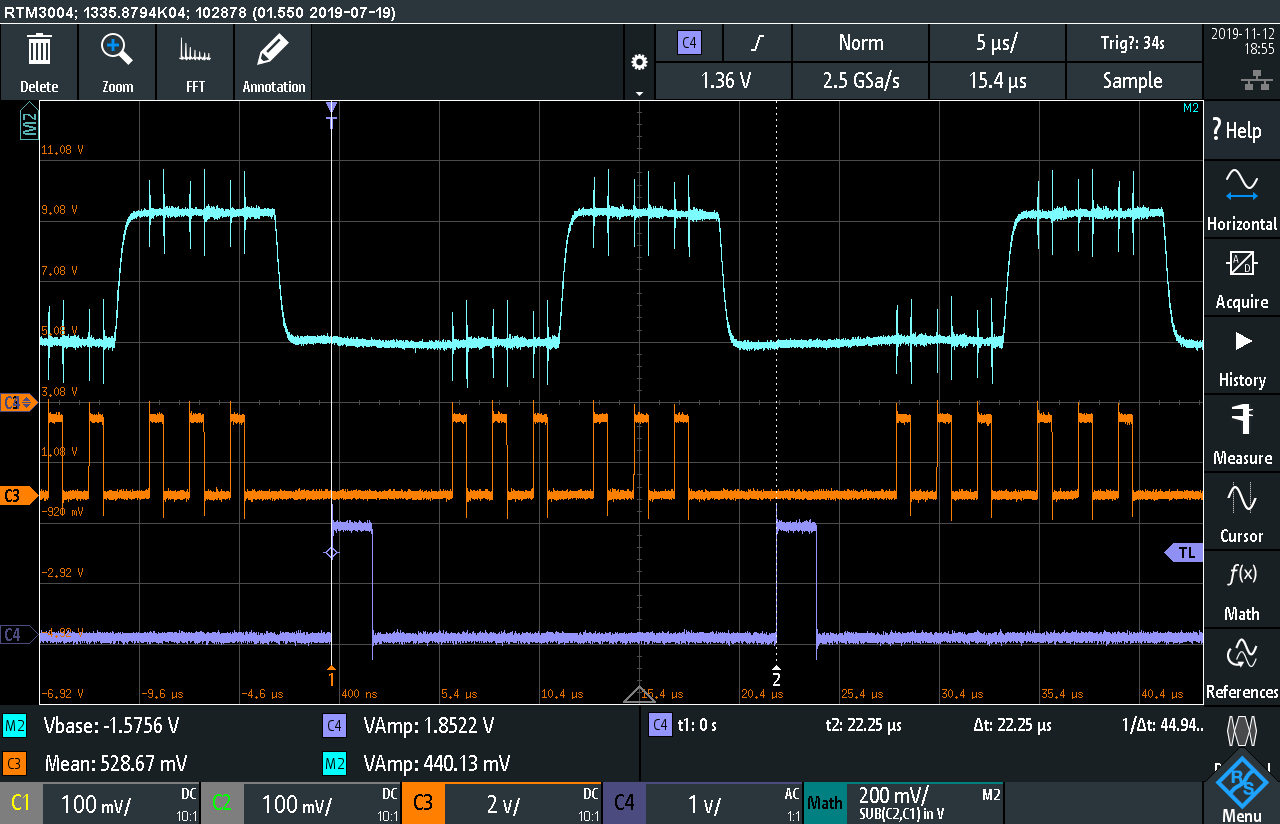 RTM3004; 1335.8794K04; 102878 (01.550 2019-07-19)
Delete
Zoom
FFT
Annotation
C4
Norm
5 µs/
Trig?: 34s
1.36 V
2.5 GSa/s
15.4 µs
Sample
2019-11-12
18:55
M2
M2
T
? Help
11.08 V
9.08 V
7.08 V
5.08 V
3.08 V
1.08 V
-920 mV
-2.92 V
-4.92 V
-6.92 V
C3
C4
TL
Horizontal
A/D
Acquire
History
Measure
Cursor
f(x)
Math
References
1
2
-9.6 µs
-4.6 µs
400 ns
5.4 µs
10.4 µs
15.4 µs
20.4 µs
25.4 µs
30.4 µs
35.4 µs
40.4 µs
M2 Vbase: -1.5756 V
C4 VAmp: 1.8522 V
C4 t1: 0 s
t2: 22.25 µs
Δt: 22.25 µs
1/Δt: 44.94..
C3 Mean: 528.67 mV
M2 VAmp: 440.13 mV
C1
100 mV/
DC
10:1
C2
100 mV/
DC
10:1
C3
2 V/
DC
10:1
C4
1 V/
AC
1:1
Math
200 mV/
M2
SUB(C2,C1) in V
R&S
Menu